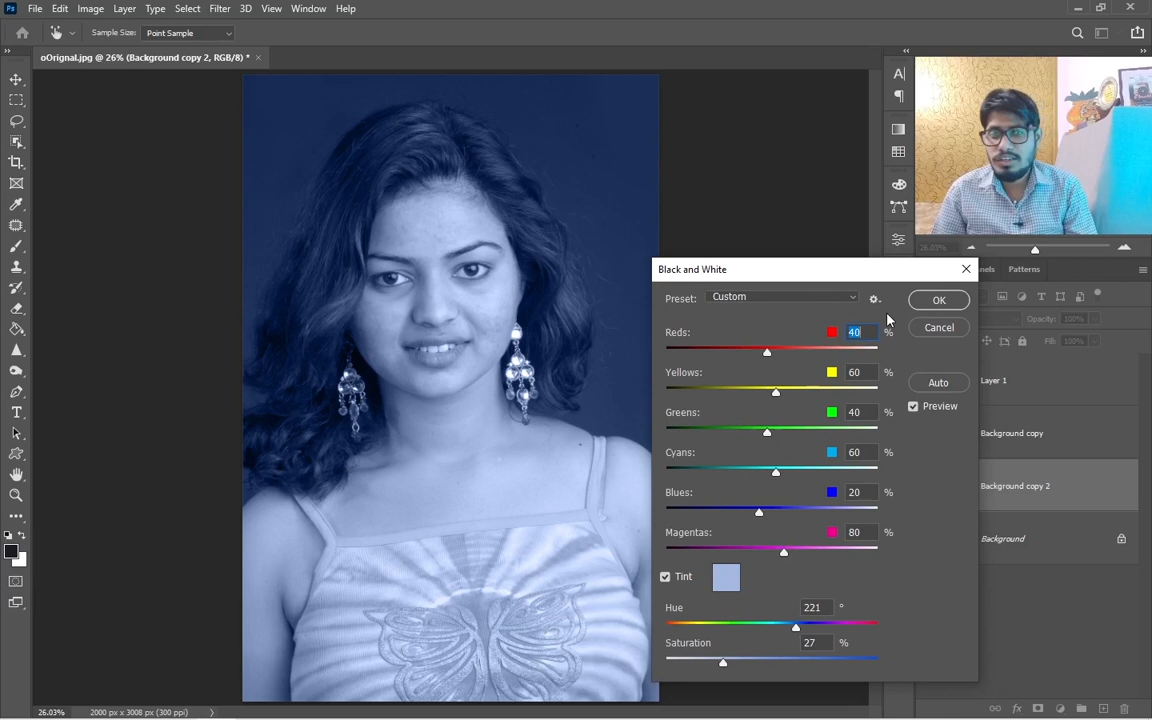 Ps File Edit Image Layer Type Select Filter 3D View Window Help
Sample Size: Point Sample
oOrignal.jpg @ 26% (Background copy 2, RGB/8) *
26.03%
Patterns
Opacity: 100%
Fill: 100%
Layer 1
Background copy
Background copy 2
Background
Black and White
Preset: Custom
OK
Cancel
Auto
Preview
Reds: 40 %
Yellows: 60 %
Greens: 40 %
Cyans: 60 %
Blues: 20 %
Magentas: 80 %
Tint
Hue 221 °
Saturation 27 %
26.03% 2000 px x 3008 px (300 ppi)